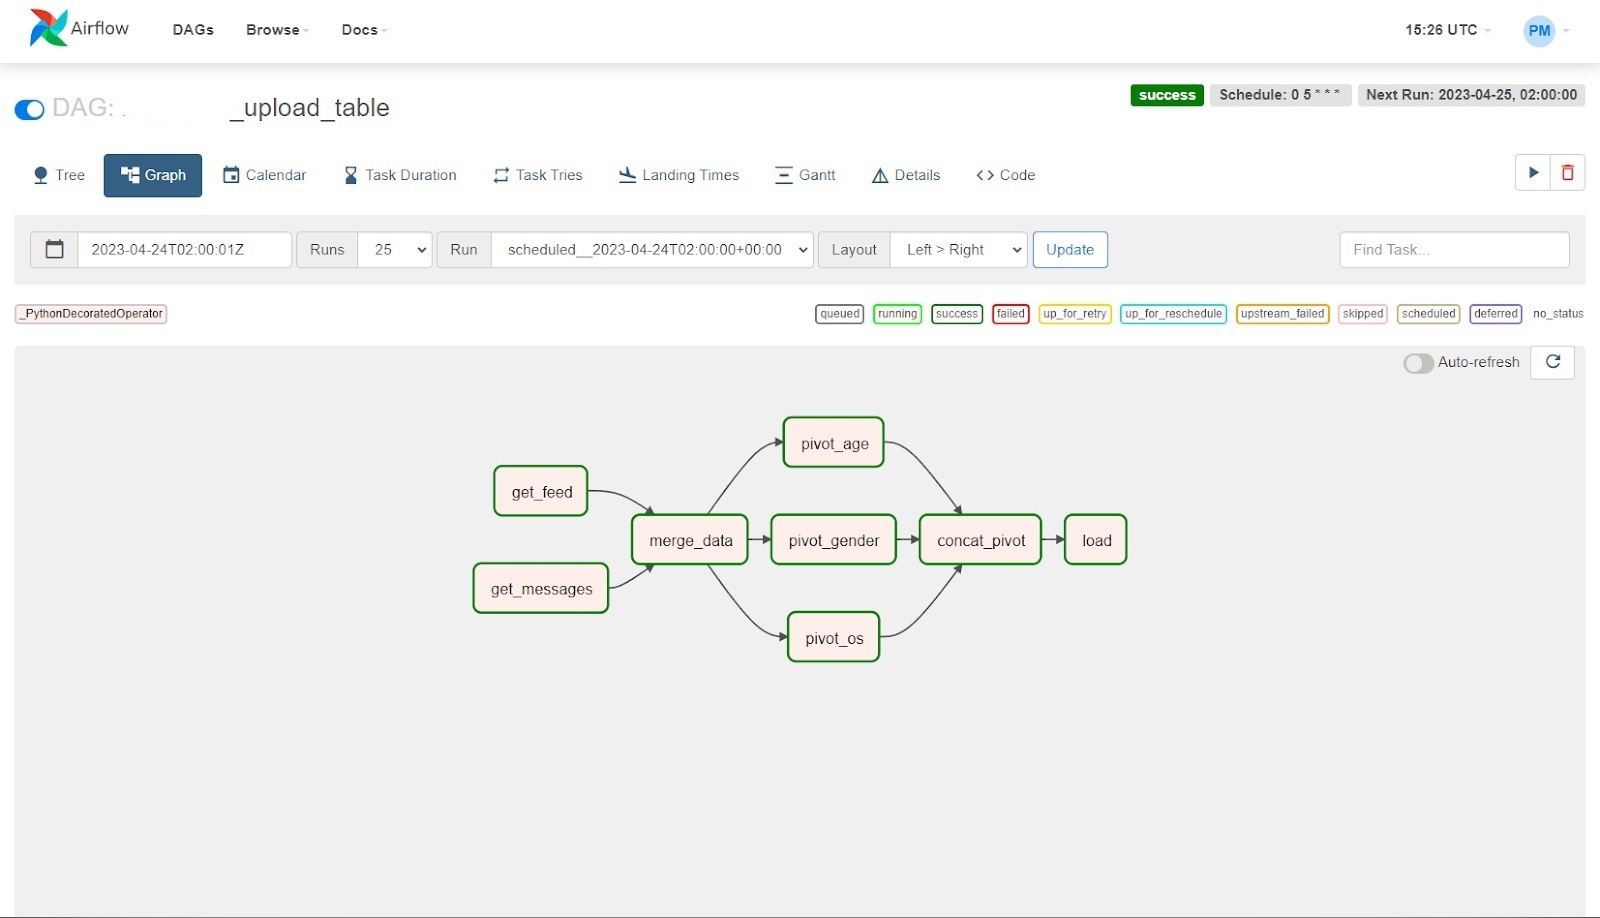 Airflow DAGs Browse Docs 15:26 UTC PM
DAG: _upload_table success Schedule: 0 5 * * * Next Run: 2023-04-25, 02:00:00
Tree Graph Calendar Task Duration Task Tries Landing Times Gantt Details <> Code
2023-04-24T02:00:01Z Runs 25 Run scheduled__2023-04-24T02:00:00+00:00 Layout Left > Right Update Find Task...
_PythonDecoratedOperator queued running success failed up_for_retry up_for_reschedule upstream_failed skipped scheduled deferred no_status
Auto-refresh
pivot_age
get_feed
merge_data pivot_gender concat_pivot load
get_messages
pivot_os